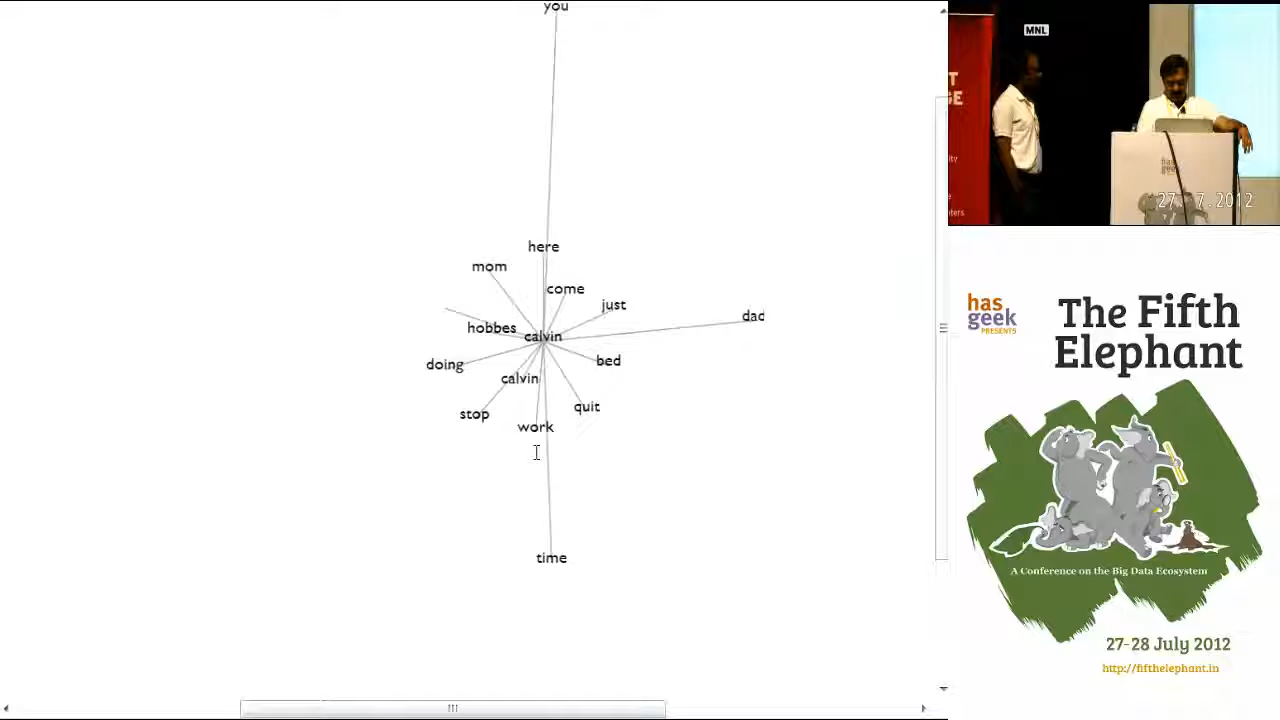 you
here
mom
come
just
dad
hobbes
calvin
doing
bed
calvin
stop
quit
work
time
MNL
has
geek
27. 7.2012
has
geek
PRESENTS
The Fifth
Elephant
A Conference on the Big Data Ecosystem
27-28 July 2012
http://fifthelephant.in